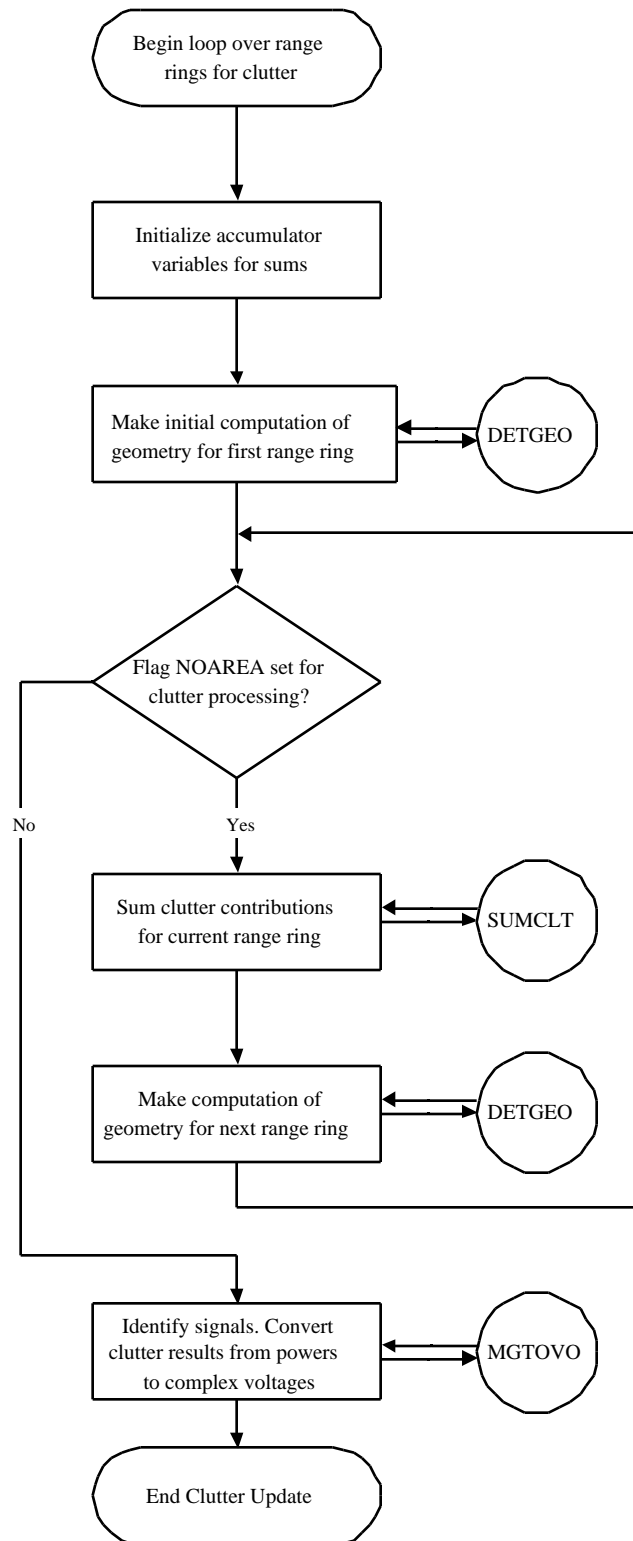 Begin loop over range
rings for clutter
Initialize accumulator
variables for sums
Make initial computation of
geometry for first range ring
DETGEO
Flag NOAREA set for
clutter processing?
No
Yes
Sum clutter contributions
for current range ring
SUMCLT
Make computation of
geometry for next range ring
DETGEO
Identify signals. Convert
clutter results from powers
to complex voltages
MGTOVO
End Clutter Update